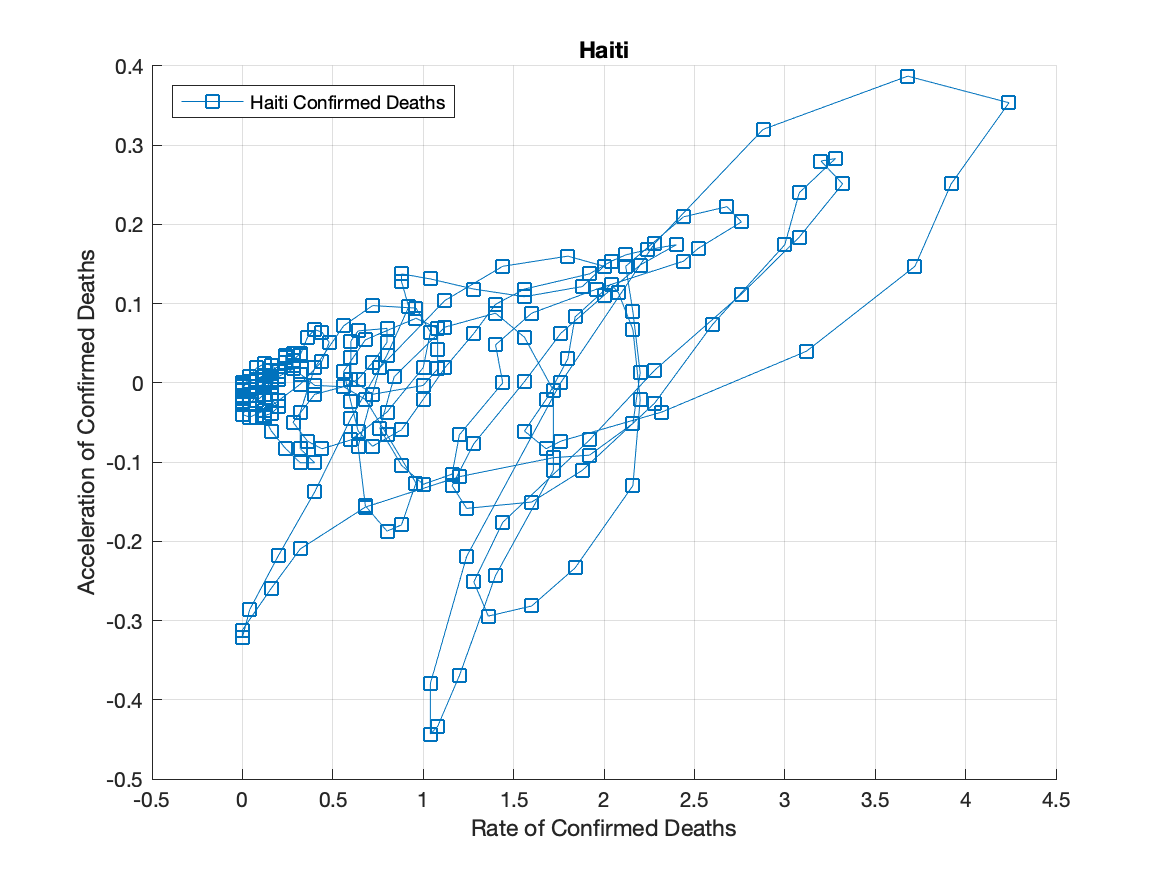 Haiti
Haiti Confirmed Deaths
Acceleration of Confirmed Deaths
0.4
0.3
0.2
0.1
0
-0.1
-0.2
-0.3
-0.4
-0.5
-0.5 0 0.5 1 1.5 2 2.5 3 3.5 4 4.5
Rate of Confirmed Deaths